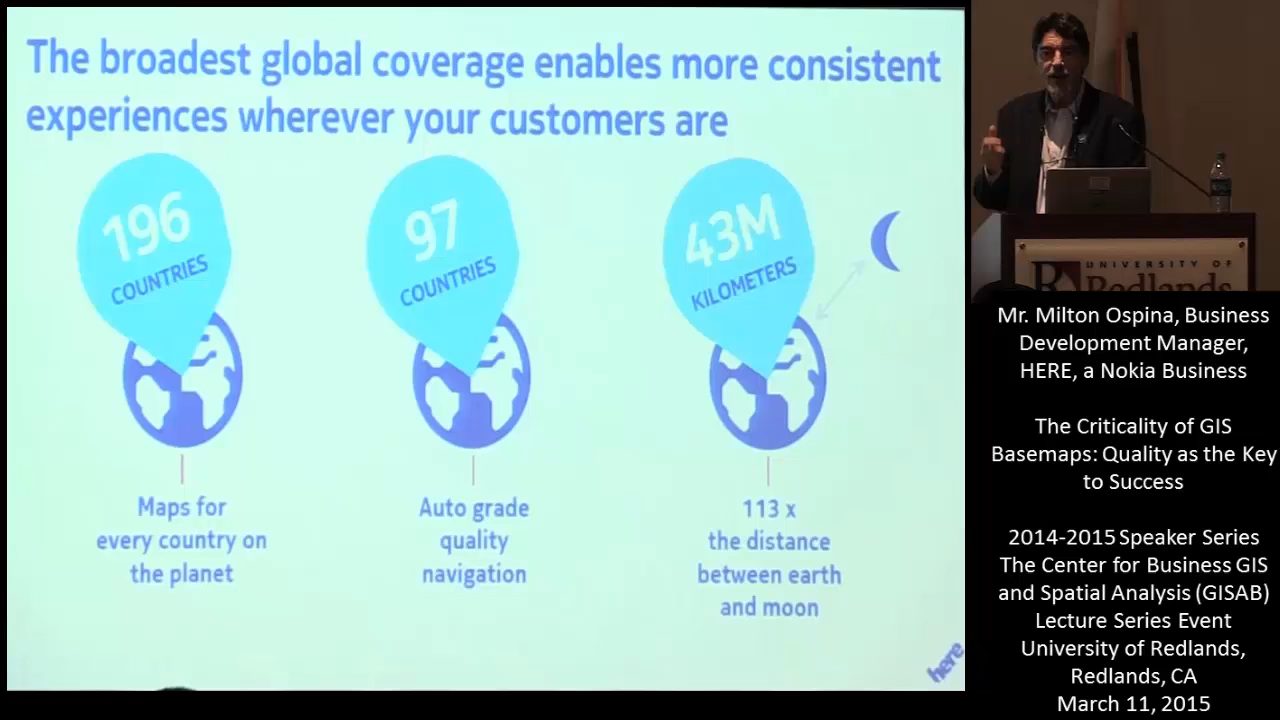 The broadest global coverage enables more consistent
experiences wherever your customers are
196
COUNTRIES
97
COUNTRIES
43M
KILOMETERS
Maps for
every country on
the planet
Auto grade
quality
navigation
113 x
the distance
between earth
and moon
here
UNIVERSITY OF
Redlands
Mr. Milton Ospina, Business
Development Manager,
HERE, a Nokia Business
The Criticality of GIS
Basemaps: Quality as the Key
to Success
2014-2015 Speaker Series
The Center for Business GIS
and Spatial Analysis (GISAB)
Lecture Series Event
University of Redlands,
Redlands, CA
March 11, 2015